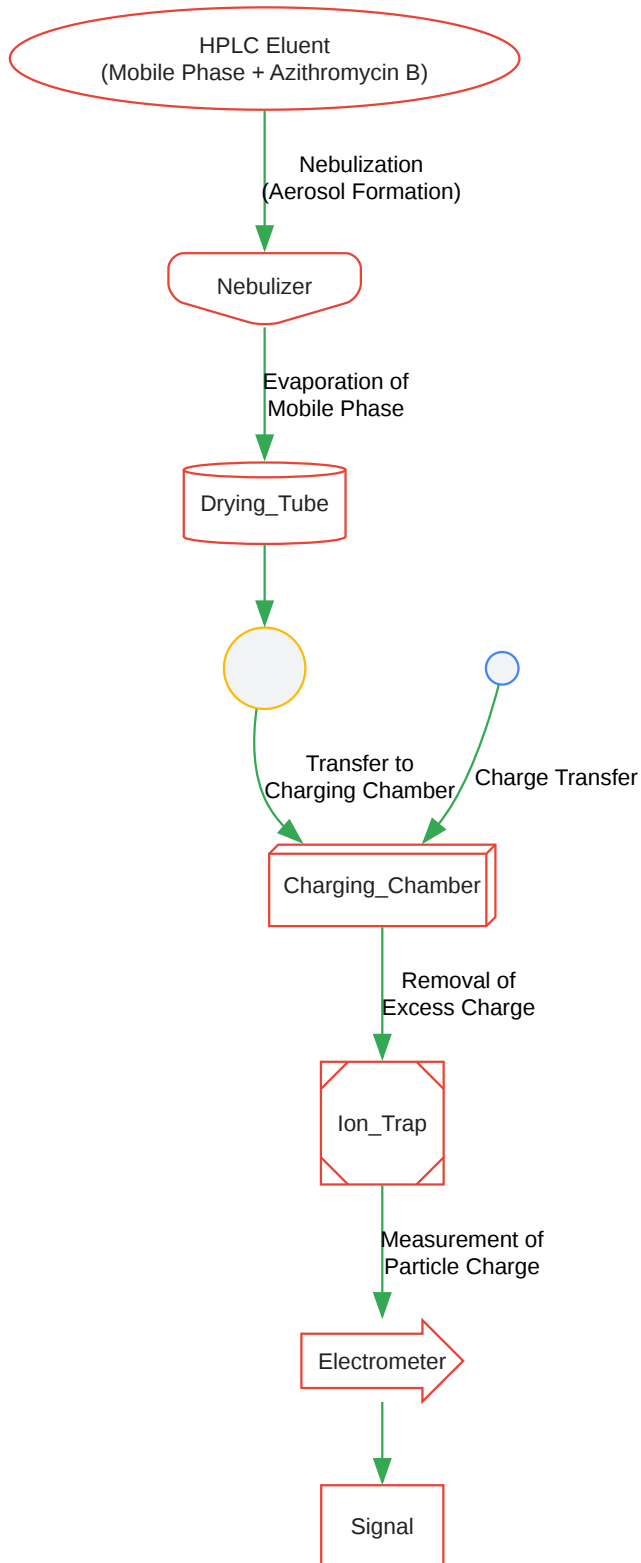 HPLC Eluent
(Mobile Phase + Azithromycin B)
Nebulization
(Aerosol Formation)
Nebulizer
Evaporation of
Mobile Phase
Drying_Tube
Transfer to
Charging Chamber
Charge Transfer
Charging_Chamber
Removal of
Excess Charge
Ion_Trap
Measurement of
Particle Charge
Electrometer
Signal